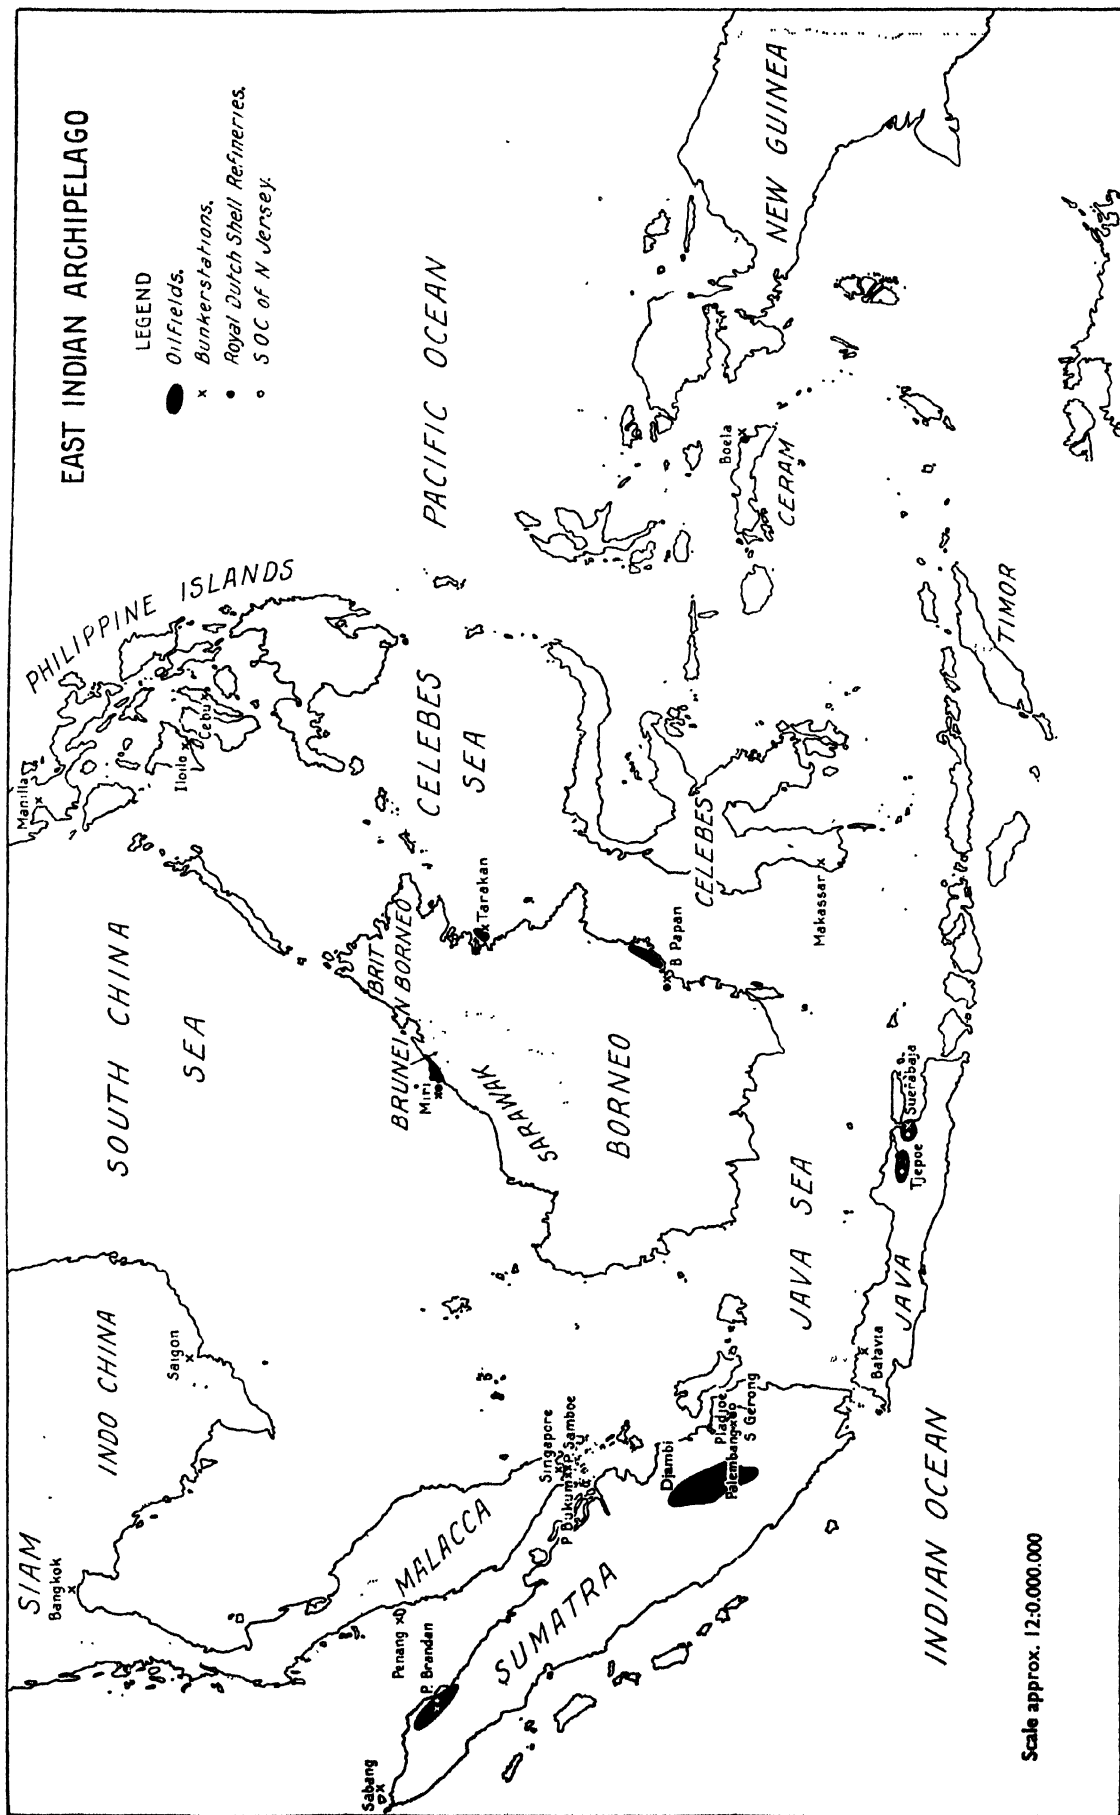 EAST INDIAN ARCHIPELAGO
LEGEND
Oilfields.
x Bunkerstations.
Royal Dutch Shell Refineries.
S O C of N Jersey.
SIAM
Bangkok
INDO CHINA
Saigon
SOUTH CHINA
SEA
PHILIPPINE ISLANDS
Manilla
Iloilo
Cebu
PACIFIC OCEAN
CELEBES
SEA
Sabang
Penang
P. Brandan
MALACCA
SUMATRA
Singapore
P Bukum
P Samboe
Djambi
Pladjoe
Palembang
S Gerong
BRUNEI
Miri
BRIT
N BORNEO
SARAWAK
BORNEO
Tarakan
B Papan
CELEBES
Makassar
Boela
CERAM
NEW GUINEA
JAVA SEA
Batavia
JAVA
Tjepoe
Suerabaja
TIMOR
INDIAN OCEAN
Scale approx. 12:0.000.000